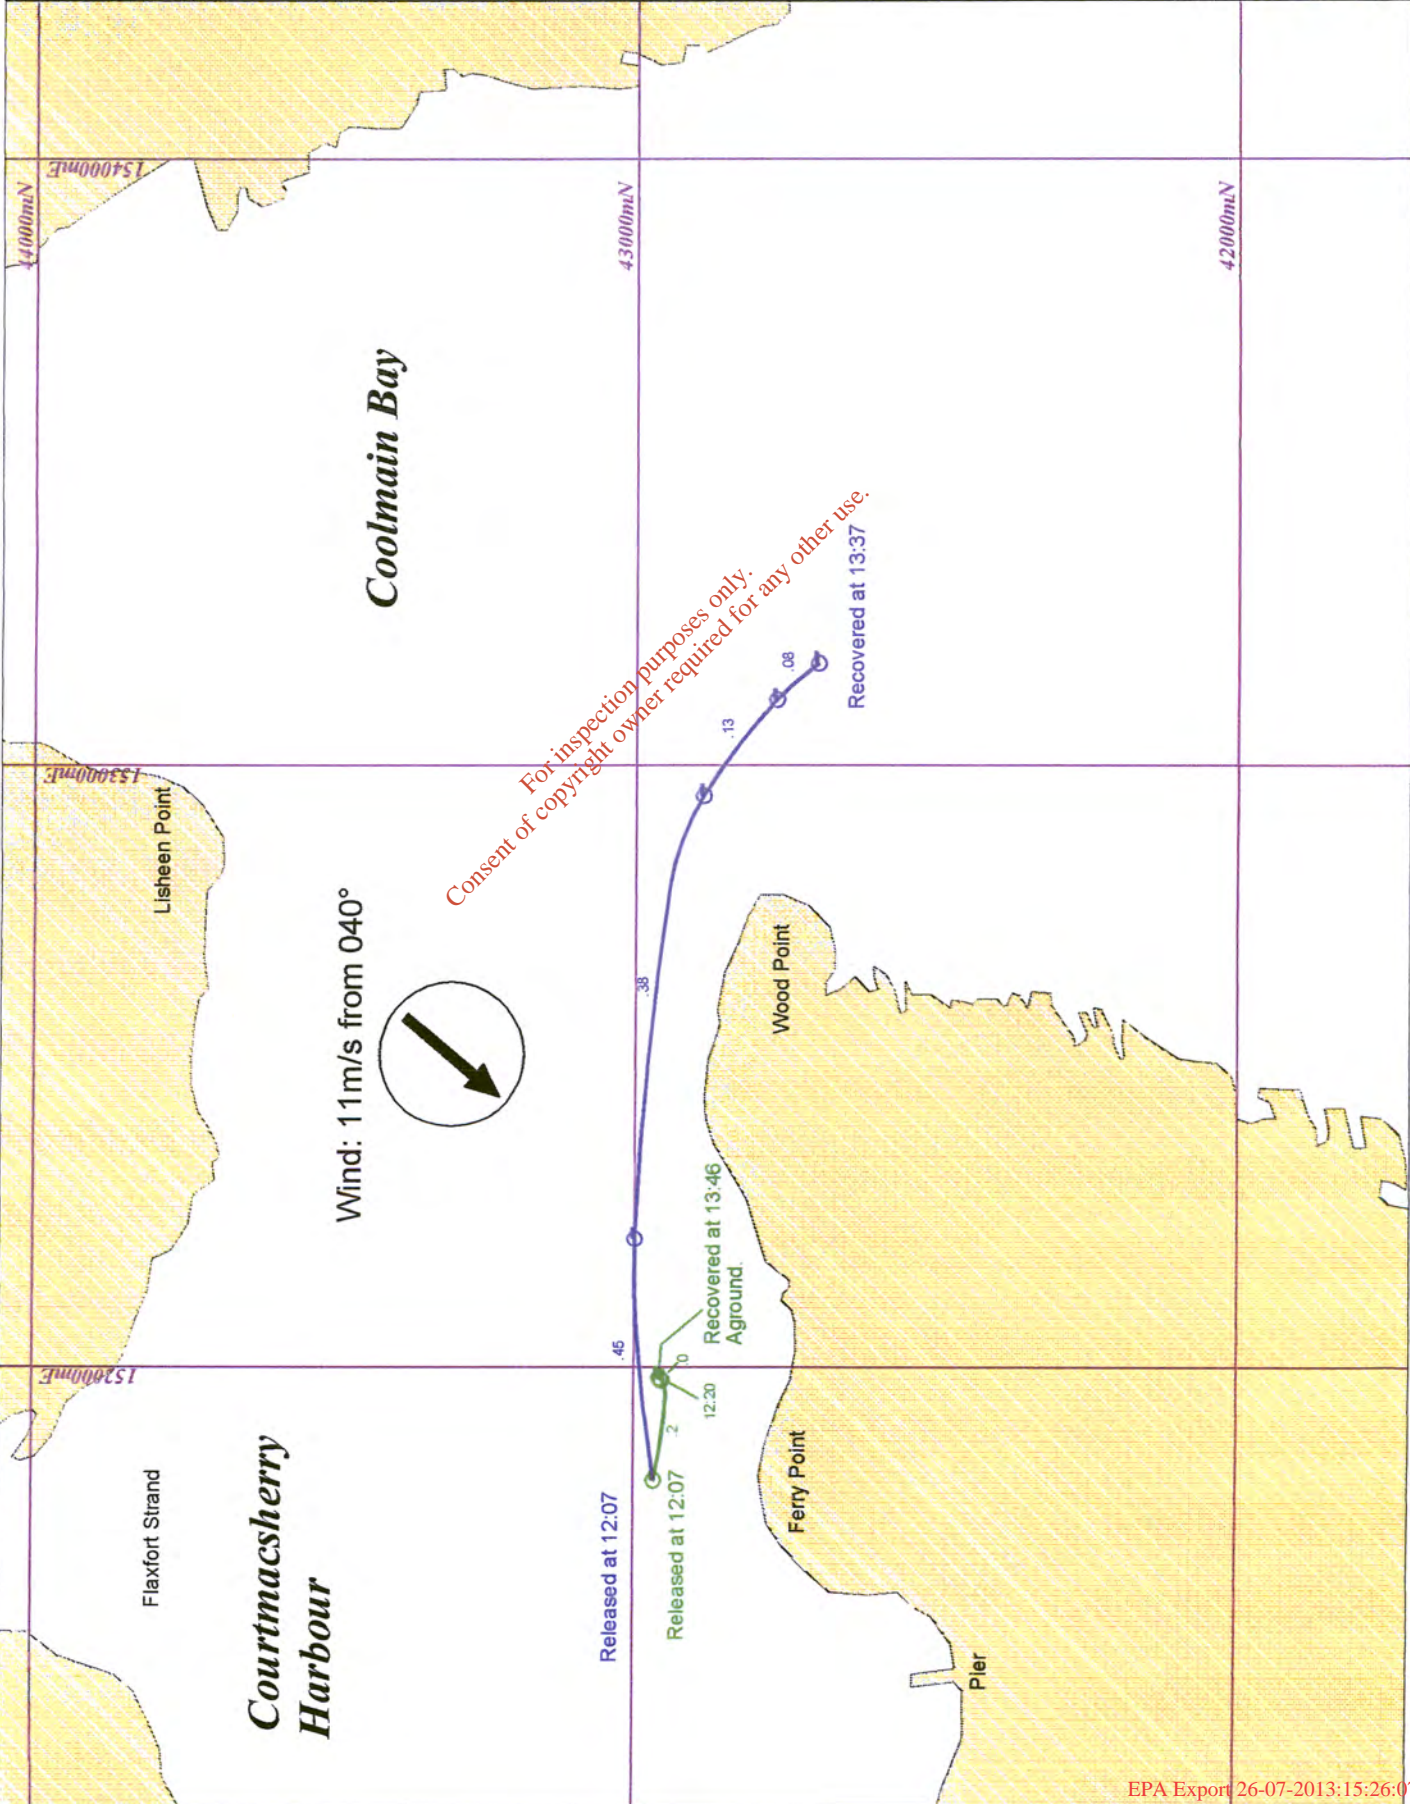 44000mN
43000mN
42000mN
154000mE
153000mE
152000mE
Coolmain Bay
Lisheen Point
Wind: 11m/s from 040°
Flaxfort Strand
Courtmacsherry
Harbour
Released at 12:07
.45
.38
.13
.08
Recovered at 13:37
Released at 12:07
.2
12:20
.0
Recovered at 13:46
Aground.
Wood Point
Ferry Point
Pier
For inspection purposes only.
Consent of copyright owner required for any other use.
EPA Export 26-07-2013:15:26:07